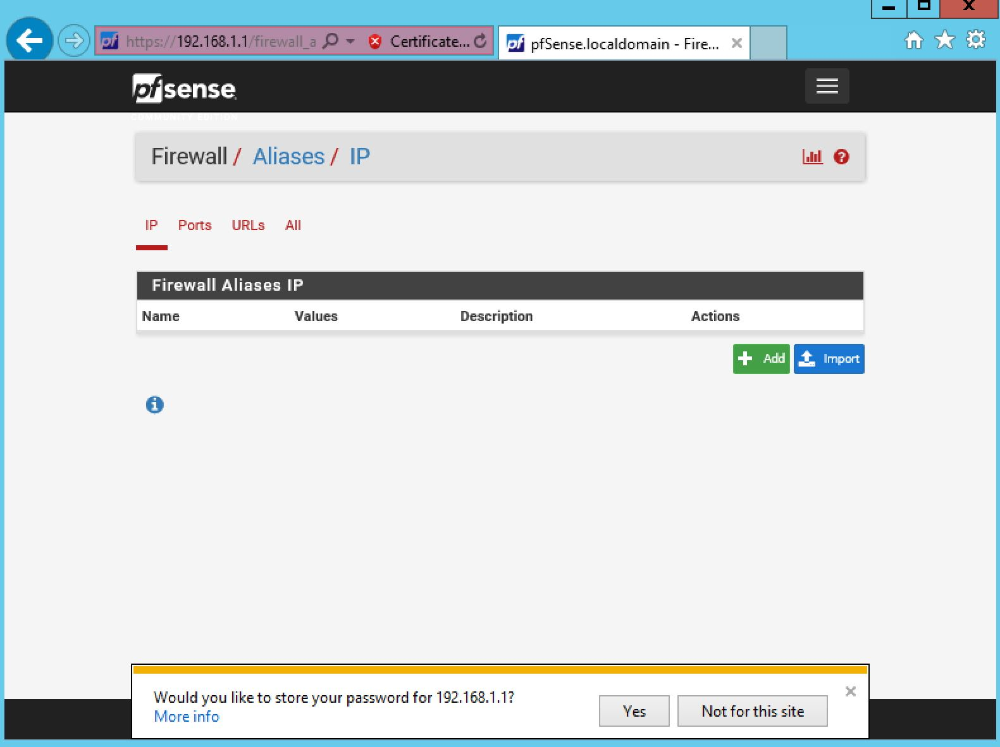 https://192.168.1.1/firewall_a Certificate... pfSense.localdomain - Fire...
pfsense
COMMUNITY EDITION
Firewall / Aliases / IP
IP Ports URLs All
Firewall Aliases IP
Name Values Description Actions
Add Import
Would you like to store your password for 192.168.1.1?
More info
Yes Not for this site